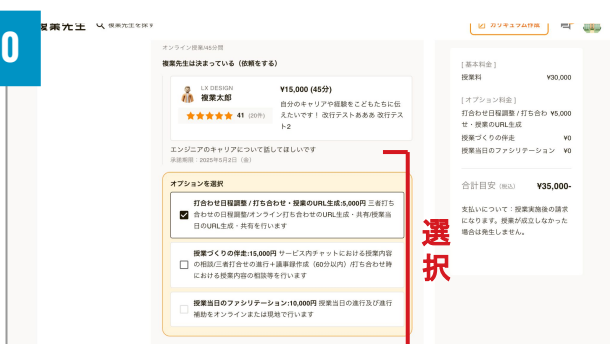 0
複業先生
複業先生を探す
カリキュラム作成
オンライン授業/45分間
複業先生は決まっている（依頼をする）
LX DESIGN
複業太郎
★★★★★ 41 (20件)
¥15,000 (45分)
自分のキャリアや経験をこどもたちに伝
えたいです！ 改行テストあああ 改行テス
ト2
エンジニアのキャリアについて話してほしいです
承諾期限：2025年5月2日（金）
オプションを選択
打合わせ日程調整 / 打ち合わせ・授業のURL生成:5,000円 三者打ち
合わせの日程調整/オンライン打ち合わせのURL生成・共有/授業当
日のURL生成・共有を行います
授業づくりの伴走:15,000円 サービス内チャットにおける授業内容
の相談/三者打合せの進行＋議事録作成（60分以内）/打ち合わせ時
における授業内容の相談等を行います
授業当日のファシリテーション:10,000円 授業当日の進行及び進行
補助をオンラインまたは現地で行います
選
択
[ 基本料金 ]
授業料 ¥30,000
[ オプション料金 ]
打合わせ日程調整 / 打ち合わ ¥5,000
せ・授業のURL生成
授業づくりの伴走 ¥0
授業当日のファシリテーション ¥0
合計目安 (税込) ¥35,000-
支払いについて：授業実施後の請求
になります。授業が成立しなかった
場合は発生しません。